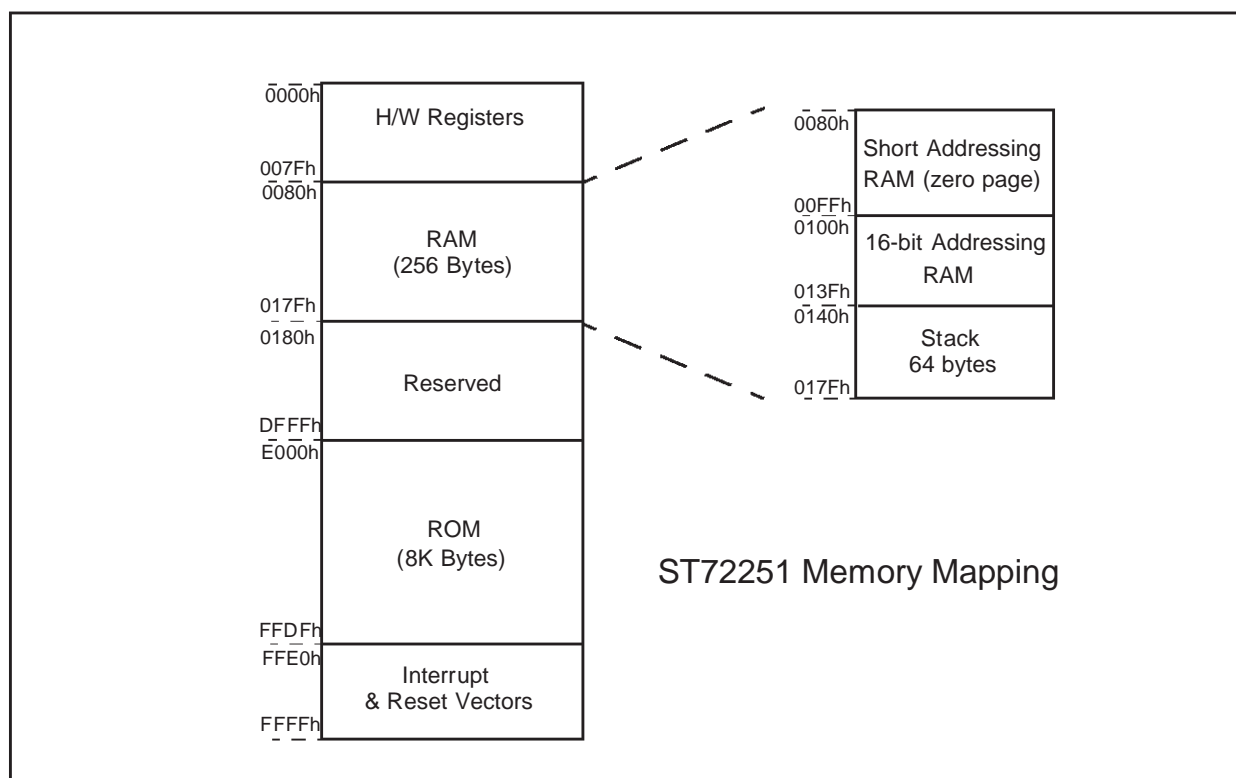 0000h
H/W Registers
007Fh
0080h
RAM
(256 Bytes)
017Fh
0180h
Reserved
DFFFh
E000h
ROM
(8K Bytes)
FFDFh
FFE0h
Interrupt
& Reset Vectors
FFFFh
0080h
Short Addressing
RAM (zero page)
00FFh
0100h
16-bit Addressing
RAM
013Fh
0140h
Stack
64 bytes
017Fh
ST72251 Memory Mapping